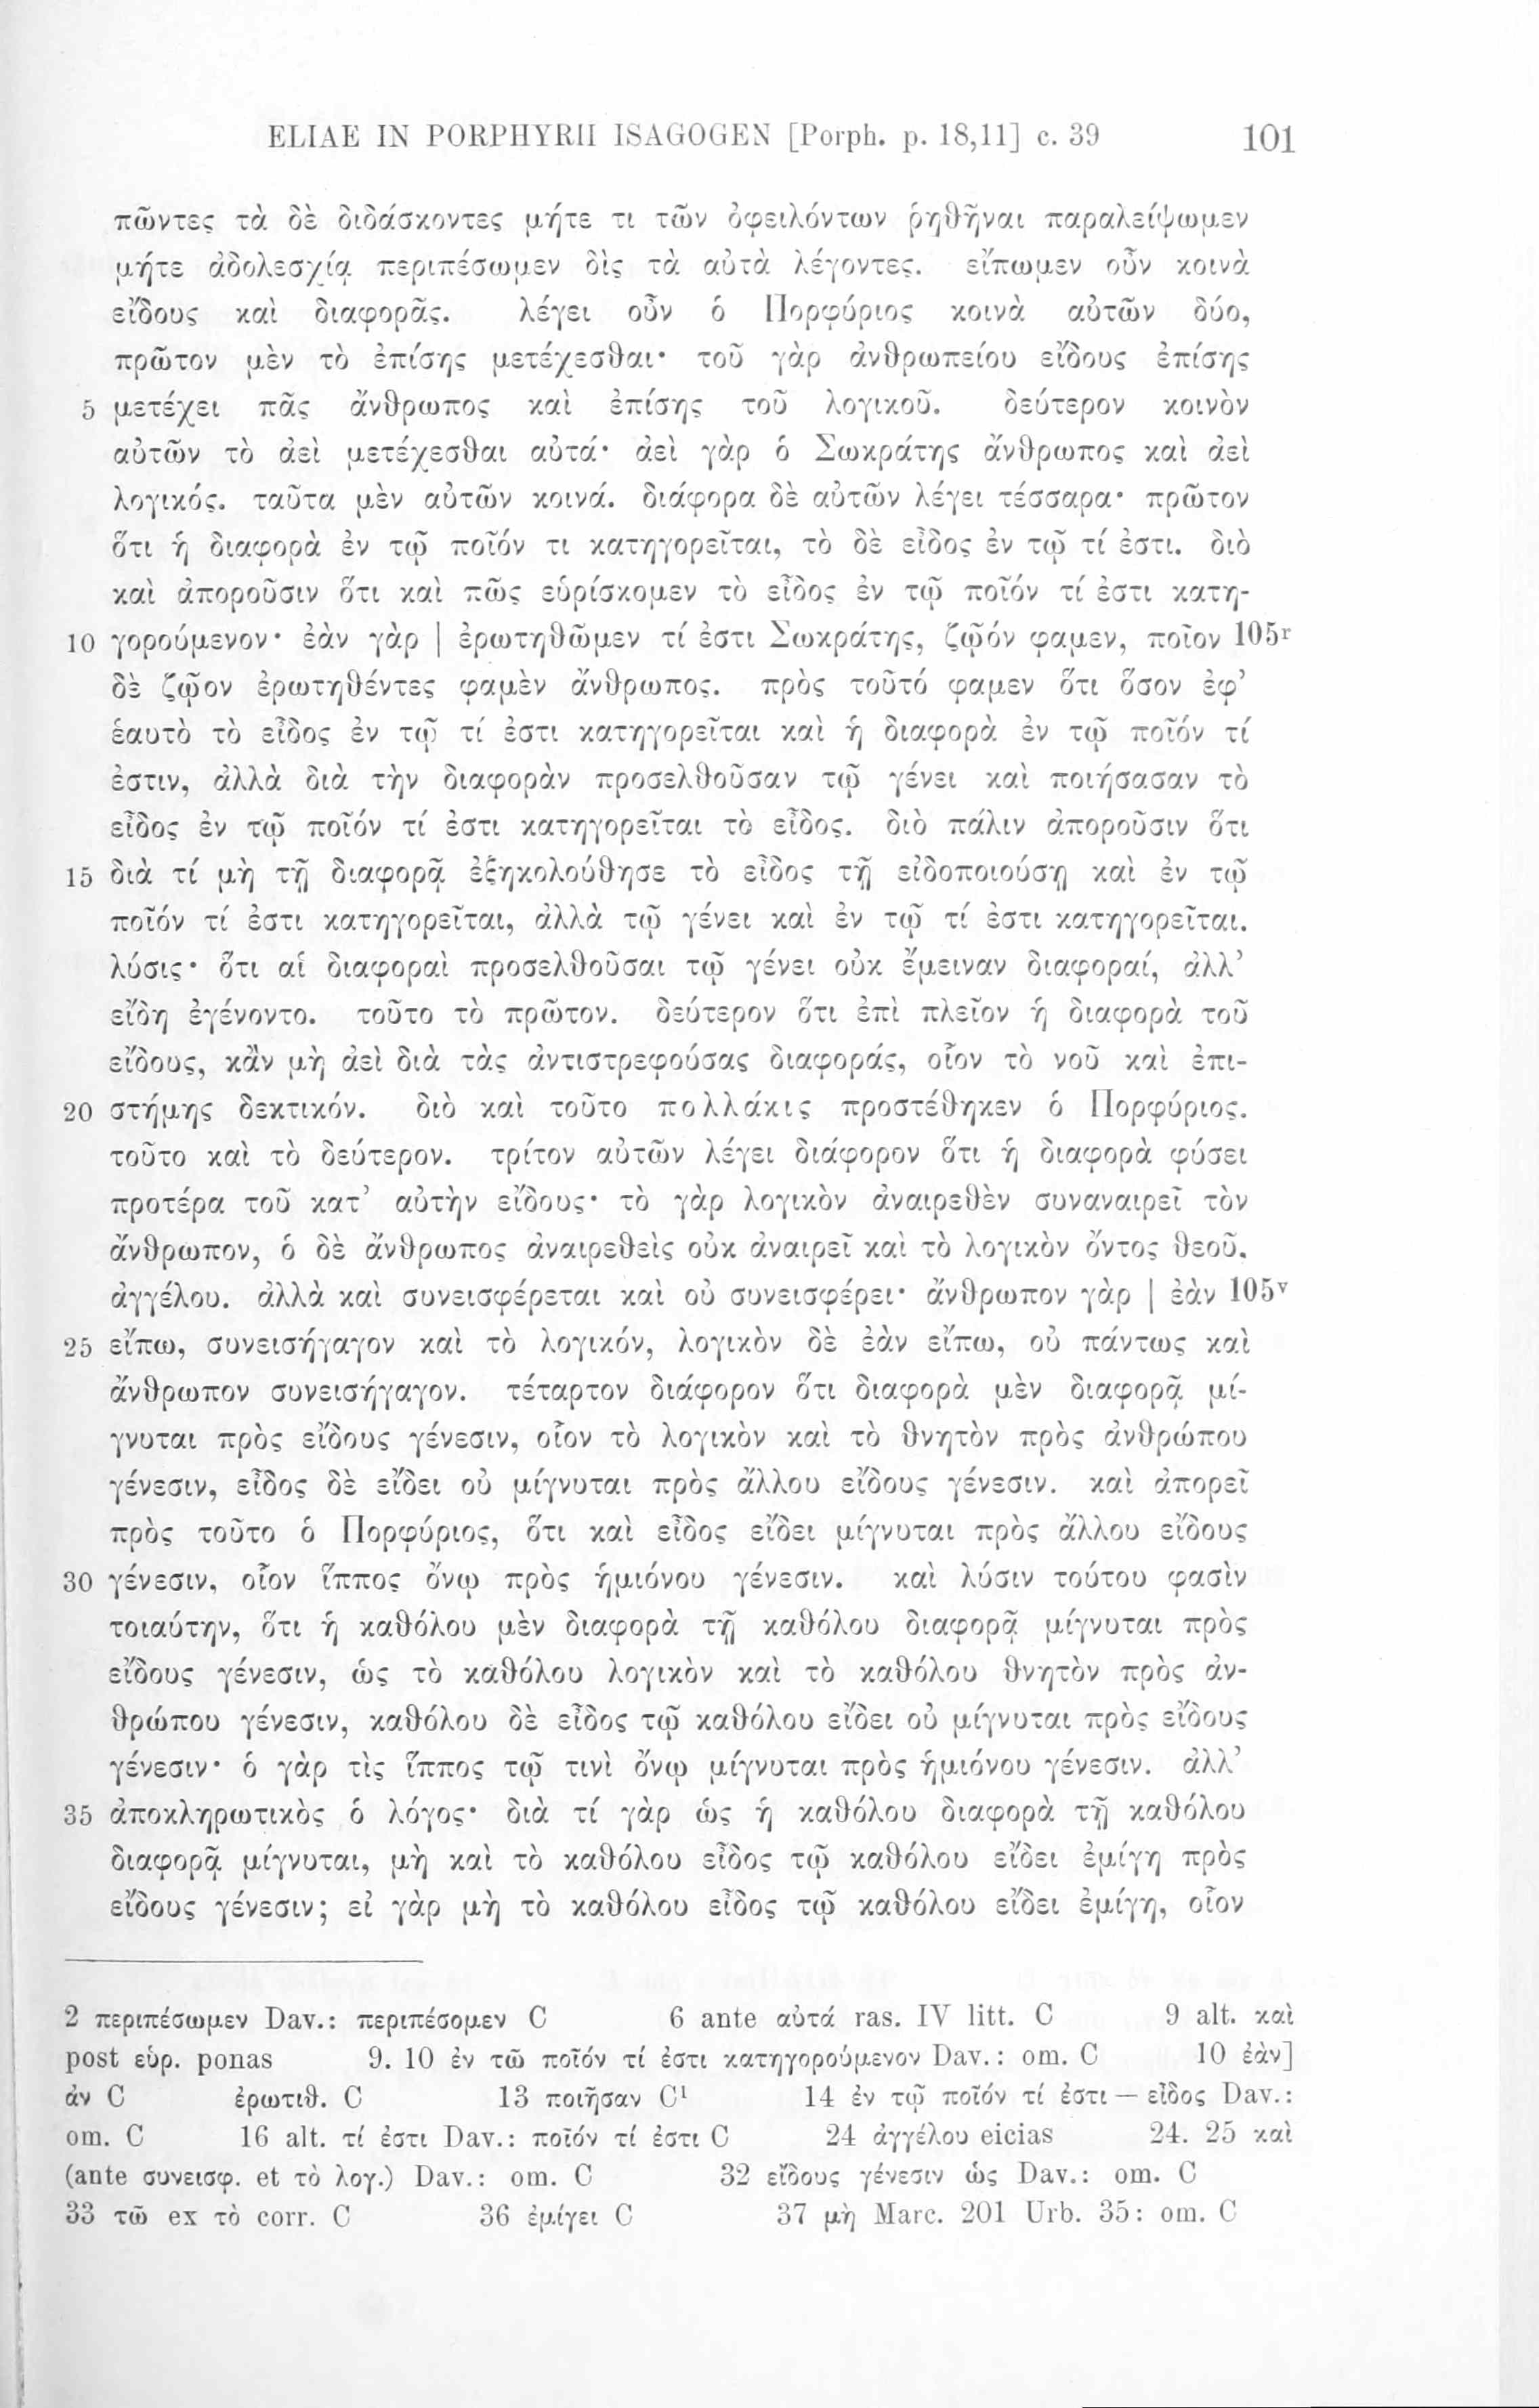 ELIAE IN PORPHYRII ISAGOGEN [Porph. p. 18,11] c. 39 101
πῶντες τὰ δὲ διδάσκοντες μήτε τι τῶν ὀφειλόντων ῥηθῆναι παραλείψωμεν
μήτε ἀδολεσχίᾳ περιπέσωμεν δὶς τὰ αὐτὰ λέγοντες. εἴπωμεν οὖν κοινὰ
εἴδους καὶ διαφορᾶς. λέγει οὖν ὁ Πορφύριος κοινὰ αὐτῶν δύο,
πρῶτον μὲν τὸ ἐπίσης μετέχεσθαι· τοῦ γὰρ ἀνθρωπείου εἴδους ἐπίσης
5 μετέχει πᾶς ἄνθρωπος καὶ ἐπίσης τοῦ λογικοῦ. δεύτερον κοινὸν
αὐτῶν τὸ ἀεὶ μετέχεσθαι αὐτά· ἀεὶ γὰρ ὁ Σωκράτης ἄνθρωπος καὶ ἀεὶ
λογικός. ταῦτα μὲν αὐτῶν κοινά. διάφορα δὲ αὐτῶν λέγει τέσσαρα· πρῶτον
ὅτι ἡ διαφορὰ ἐν τῷ ποῖόν τι κατηγορεῖται, τὸ δὲ εἶδος ἐν τῷ τί ἐστι. διὸ
καὶ ἀποροῦσιν ὅτι καὶ πῶς εὑρίσκομεν τὸ εἶδος ἐν τῷ ποῖόν τί ἐστι κατη-
10 γορούμενον· ἐὰν γὰρ | ἐρωτηθῶμεν τί ἐστι Σωκράτης, ζῷόν φαμεν, ποῖον 105r
δὲ ζῷον ἐρωτηθέντες φαμὲν ἄνθρωπος. πρὸς τοῦτό φαμεν ὅτι ὅσον ἐφ’
ἑαυτὸ τὸ εἶδος ἐν τῷ τί ἐστι κατηγορεῖται καὶ ἡ διαφορὰ ἐν τῷ ποῖόν τί
ἐστιν, ἀλλὰ διὰ τὴν διαφορὰν προσελθοῦσαν τῷ γένει καὶ ποιήσασαν τὸ
εἶδος ἐν τῷ ποῖόν τί ἐστι κατηγορεῖται τὸ εἶδος. διὸ πάλιν ἀποροῦσιν ὅτι
15 διὰ τί μὴ τῇ διαφορᾷ ἐξηκολούθησε τὸ εἶδος τῇ εἰδοποιούσῃ καὶ ἐν τῷ
ποῖόν τί ἐστι κατηγορεῖται, ἀλλὰ τῷ γένει καὶ ἐν τῷ τί ἐστι κατηγορεῖται.
λύσις· ὅτι αἱ διαφοραὶ προσελθοῦσαι τῷ γένει οὐκ ἔμειναν διαφοραί, ἀλλ’
εἴδη ἐγένοντο. τοῦτο τὸ πρῶτον. δεύτερον ὅτι ἐπὶ πλεῖον ἡ διαφορὰ τοῦ
εἴδους, κἂν μὴ ἀεὶ διὰ τὰς ἀντιστρεφούσας διαφοράς, οἷον τὸ νοῦ καὶ ἐπι-
20 στήμης δεκτικόν. διὸ καὶ τοῦτο πολλάκις προστέθηκεν ὁ Πορφύριος.
τοῦτο καὶ τὸ δεύτερον. τρίτον αὐτῶν λέγει διάφορον ὅτι ἡ διαφορὰ φύσει
προτέρα τοῦ κατ’ αὐτὴν εἴδους· τὸ γὰρ λογικὸν ἀναιρεθὲν συναναιρεῖ τὸν
ἄνθρωπον, ὁ δὲ ἄνθρωπος ἀναιρεθεὶς οὐκ ἀναιρεῖ καὶ τὸ λογικὸν ὄντος θεοῦ.
ἀγγέλου. ἀλλὰ καὶ συνεισφέρεται καὶ οὐ συνεισφέρει· ἄνθρωπον γὰρ | ἐὰν 105v
25 εἴπω, συνεισήγαγον καὶ τὸ λογικόν, λογικὸν δὲ ἐὰν εἴπω, οὐ πάντως καὶ
ἄνθρωπον συνεισήγαγον. τέταρτον διάφορον ὅτι διαφορὰ μὲν διαφορᾷ μί-
γνυται πρὸς εἴδους γένεσιν, οἷον τὸ λογικὸν καὶ τὸ θνητὸν πρὸς ἀνθρώπου
γένεσιν, εἶδος δὲ εἴδει οὐ μίγνυται πρὸς ἄλλου εἴδους γένεσιν. καὶ ἀπορεῖ
πρὸς τοῦτο ὁ Πορφύριος, ὅτι καὶ εἶδος εἴδει μίγνυται πρὸς ἄλλου εἴδους
30 γένεσιν, οἷον ἵππος ὄνῳ πρὸς ἡμιόνου γένεσιν. καὶ λύσιν τούτου φασὶν
τοιαύτην, ὅτι ἡ καθόλου μὲν διαφορὰ τῇ καθόλου διαφορᾷ μίγνυται πρὸς
εἴδους γένεσιν, ὡς τὸ καθόλου λογικὸν καὶ τὸ καθόλου θνητὸν πρὸς ἀν-
θρώπου γένεσιν, καθόλου δὲ εἶδος τῷ καθόλου εἴδει οὐ μίγνυται πρὸς εἴδους
γένεσιν· ὁ γὰρ τὶς ἵππος τῷ τινὶ ὄνῳ μίγνυται πρὸς ἡμιόνου γένεσιν. ἀλλ’
35 ἀποκληρωτικὸς ὁ λόγος· διὰ τί γὰρ ὡς ἡ καθόλου διαφορὰ τῇ καθόλου
διαφορᾷ μίγνυται, μὴ καὶ τὸ καθόλου εἶδος τῷ καθόλου εἴδει ἐμίγη πρὸς
εἴδους γένεσιν; εἰ γὰρ μὴ τὸ καθόλου εἶδος τῷ καθόλου εἴδει ἐμίγη, οἷον
2 περιπέσωμεν Dav.: περιπέσομεν C 6 ante αὐτά ras. IV litt. C 9 alt. καὶ
post εὑρ. ponas 9. 10 ἐν τῶ ποῖόν τί ἐστι κατηγορούμενον Dav.: om. C 10 ἐὰν]
ἀν C ἐρωτιθ. C 13 ποιῆσαν C¹ 14 ἐν τῷ ποῖόν τί ἐστι — εἶδος Dav.:
om. C 16 alt. τί ἐστι Dav.: ποῖόν τί ἐστι C 24 ἀγγέλου eicias 24. 25 καὶ
(ante συνεισφ. et τὸ λογ.) Dav.: om. C 32 εἴδους γένεσιν ὡς Dav.: om. C
33 τῶ ex τὸ corr. C 36 ἐμίγει C 37 μὴ Marc. 201 Urb. 35: om. C